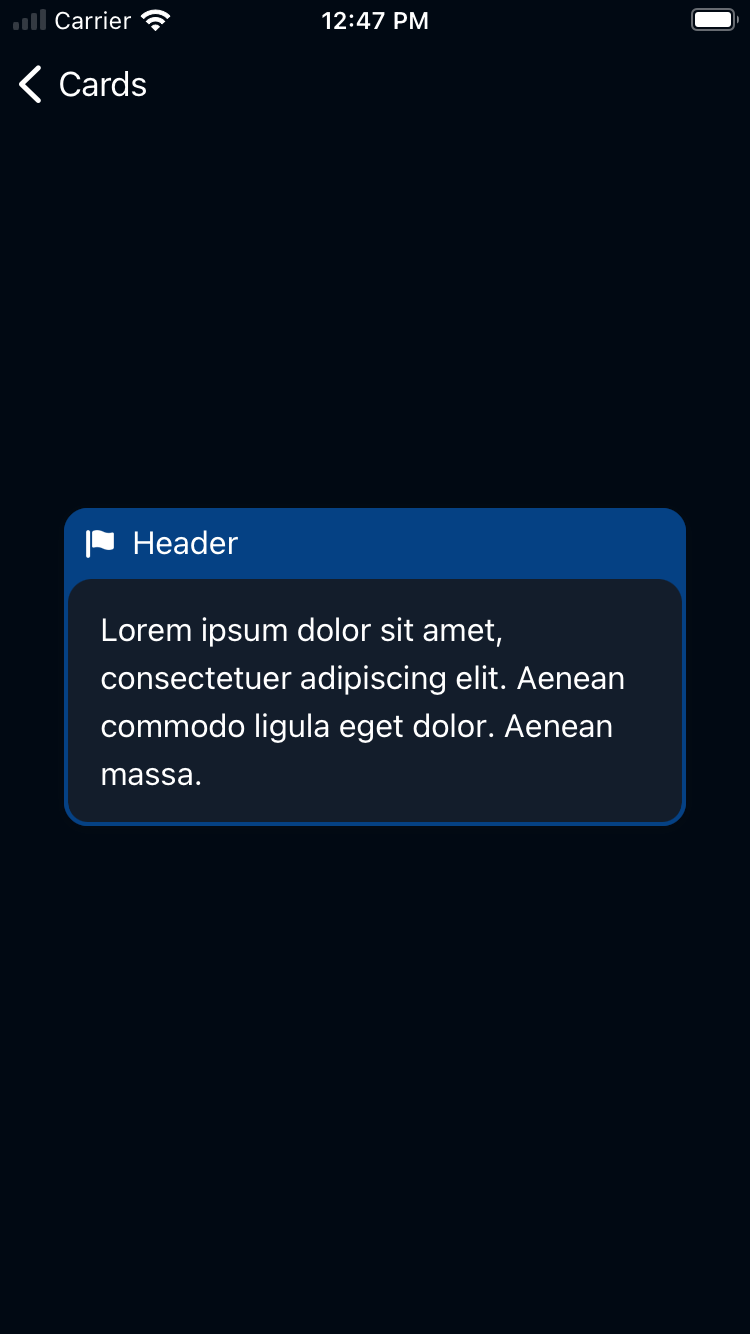 Carrier 12:47 PM
Cards
Header
Lorem ipsum dolor sit amet,
consectetuer adipiscing elit. Aenean
commodo ligula eget dolor. Aenean
massa.